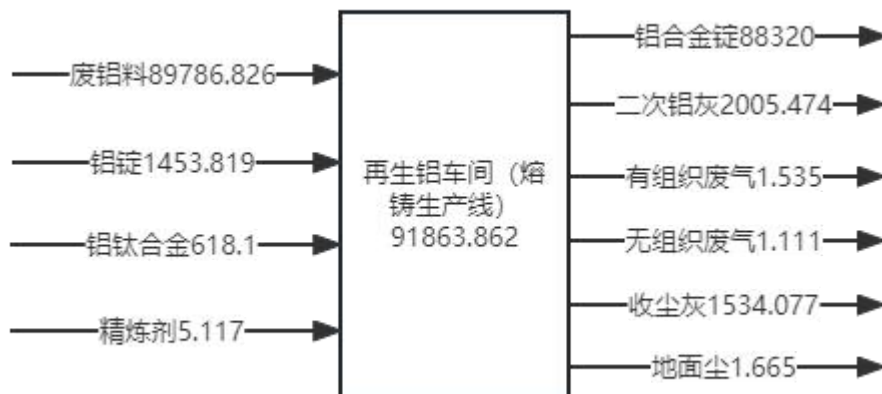 废铝料89786.826
铝锭1453.819
铝钛合金618.1
精炼剂5.117
再生铝车间（熔
铸生产线）
91863.862
铝合金锭88320
二次铝灰2005.474
有组织废气1.535
无组织废气1.111
收尘灰1534.077
地面尘1.665